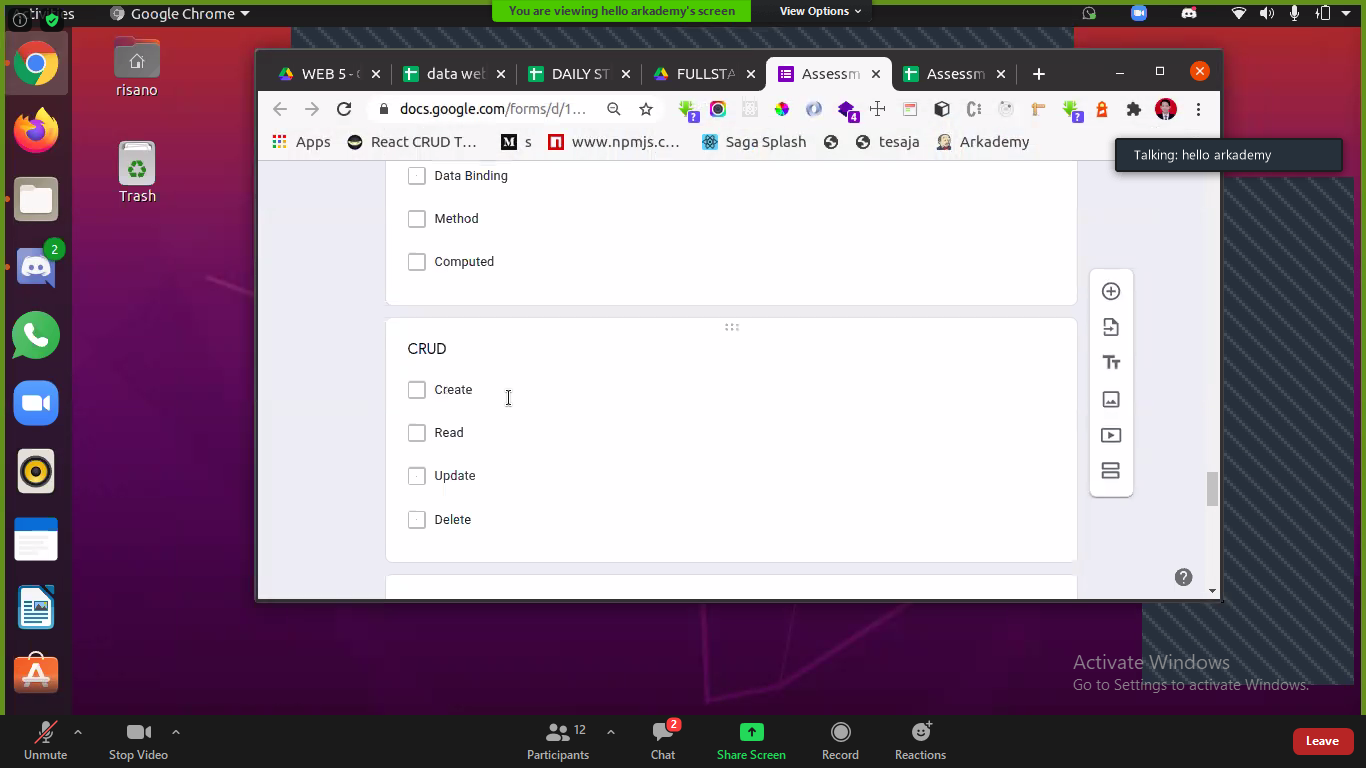 Activities
Google Chrome
You are viewing hello arkademy's screen
View Options
risano
Trash
2
WEB 5 - (
data web
DAILY ST
FULLSTA
Assessm
Assessm
docs.google.com/forms/d/1...
?
4
?
Apps
React CRUD T...
M s
www.npmjs.c...
Saga Splash
tesaja
Arkademy
Talking: hello arkademy
Data Binding
Method
Computed
CRUD
Create
Read
Update
Delete
Activate Windows
Go to Settings to activate Windows.
Unmute
Stop Video
Participants
12
Chat
2
Share Screen
Record
Reactions
Leave